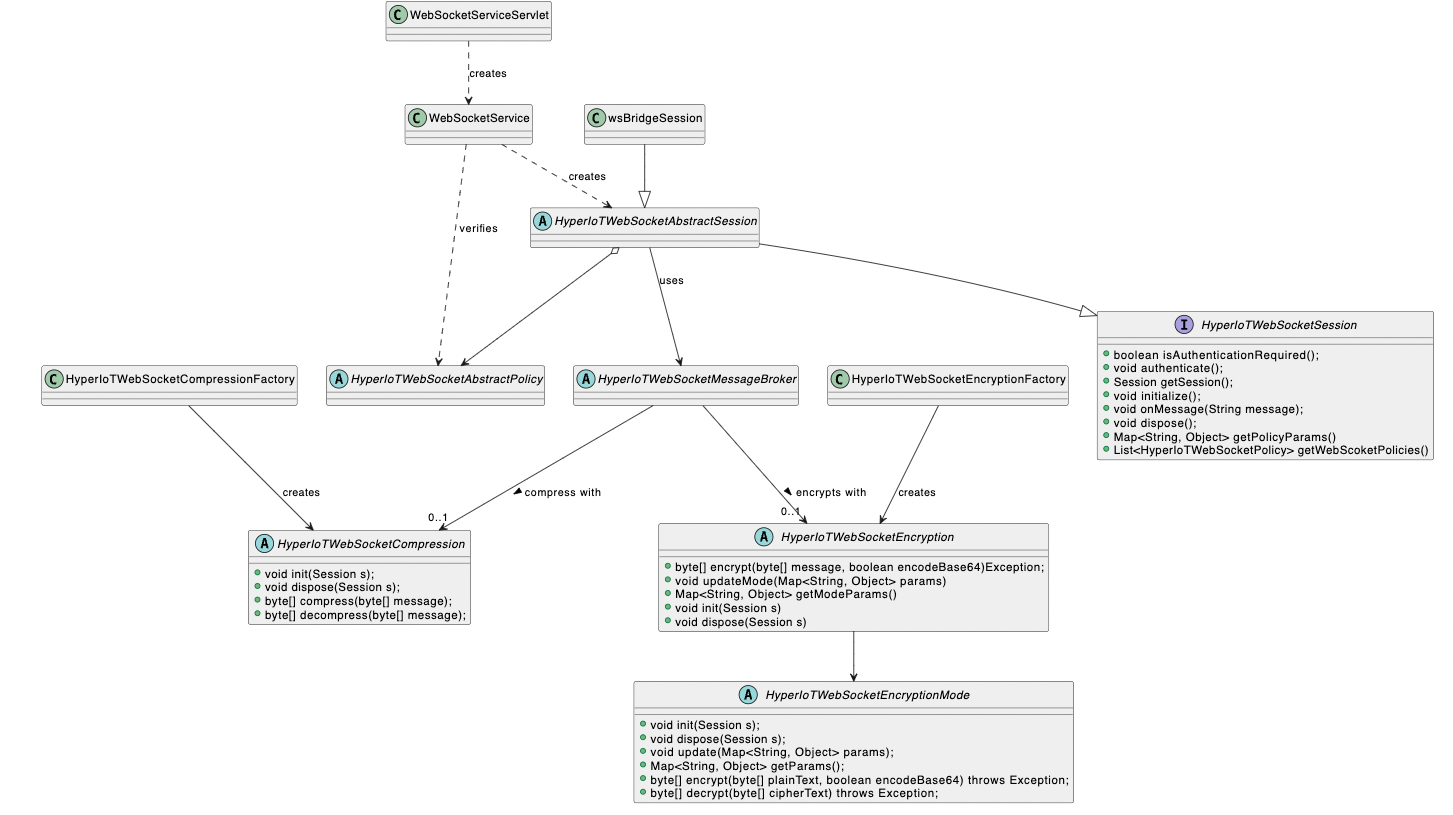 C WebSocketServiceServlet
creates
C WebSocketService
C wsBridgeSession
creates
A HyperIoTWebSocketAbstractSession
verifies
uses
I HyperIoTWebSocketSession
boolean isAuthenticationRequired();
void authenticate();
Session getSession();
void initialize();
void onMessage(String message);
void dispose();
Map<String, Object> getPolicyParams()
List<HyperIoTWebSocketPolicy> getWebScoketPolicies()
C HyperIoTWebSocketCompressionFactory
A HyperIoTWebSocketAbstractPolicy
A HyperIoTWebSocketMessageBroker
C HyperIoTWebSocketEncryptionFactory
creates
compress with
encrypts with
creates
0..1
0..1
A HyperIoTWebSocketCompression
void init(Session s);
void dispose(Session s);
byte[] compress(byte[] message);
byte[] decompress(byte[] message);
A HyperIoTWebSocketEncryption
byte[] encrypt(byte[] message, boolean encodeBase64)Exception;
void updateMode(Map<String, Object> params)
Map<String, Object> getModeParams()
void init(Session s)
void dispose(Session s)
A HyperIoTWebSocketEncryptionMode
void init(Session s);
void dispose(Session s);
void update(Map<String, Object> params);
Map<String, Object> getParams();
byte[] encrypt(byte[] plainText, boolean encodeBase64) throws Exception;
byte[] decrypt(byte[] cipherText) throws Exception;